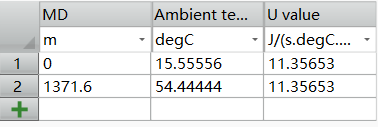 MD Ambient te... U value
m degC J/(s.degC....
1 0 15.55556 11.35653
2 1371.6 54.44444 11.35653